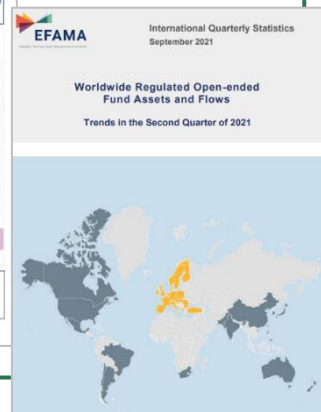 EFAMA
International Quarterly Statistics
September 2021
Worldwide Regulated Open-ended
Fund Assets and Flows
Trends in the Second Quarter of 2021